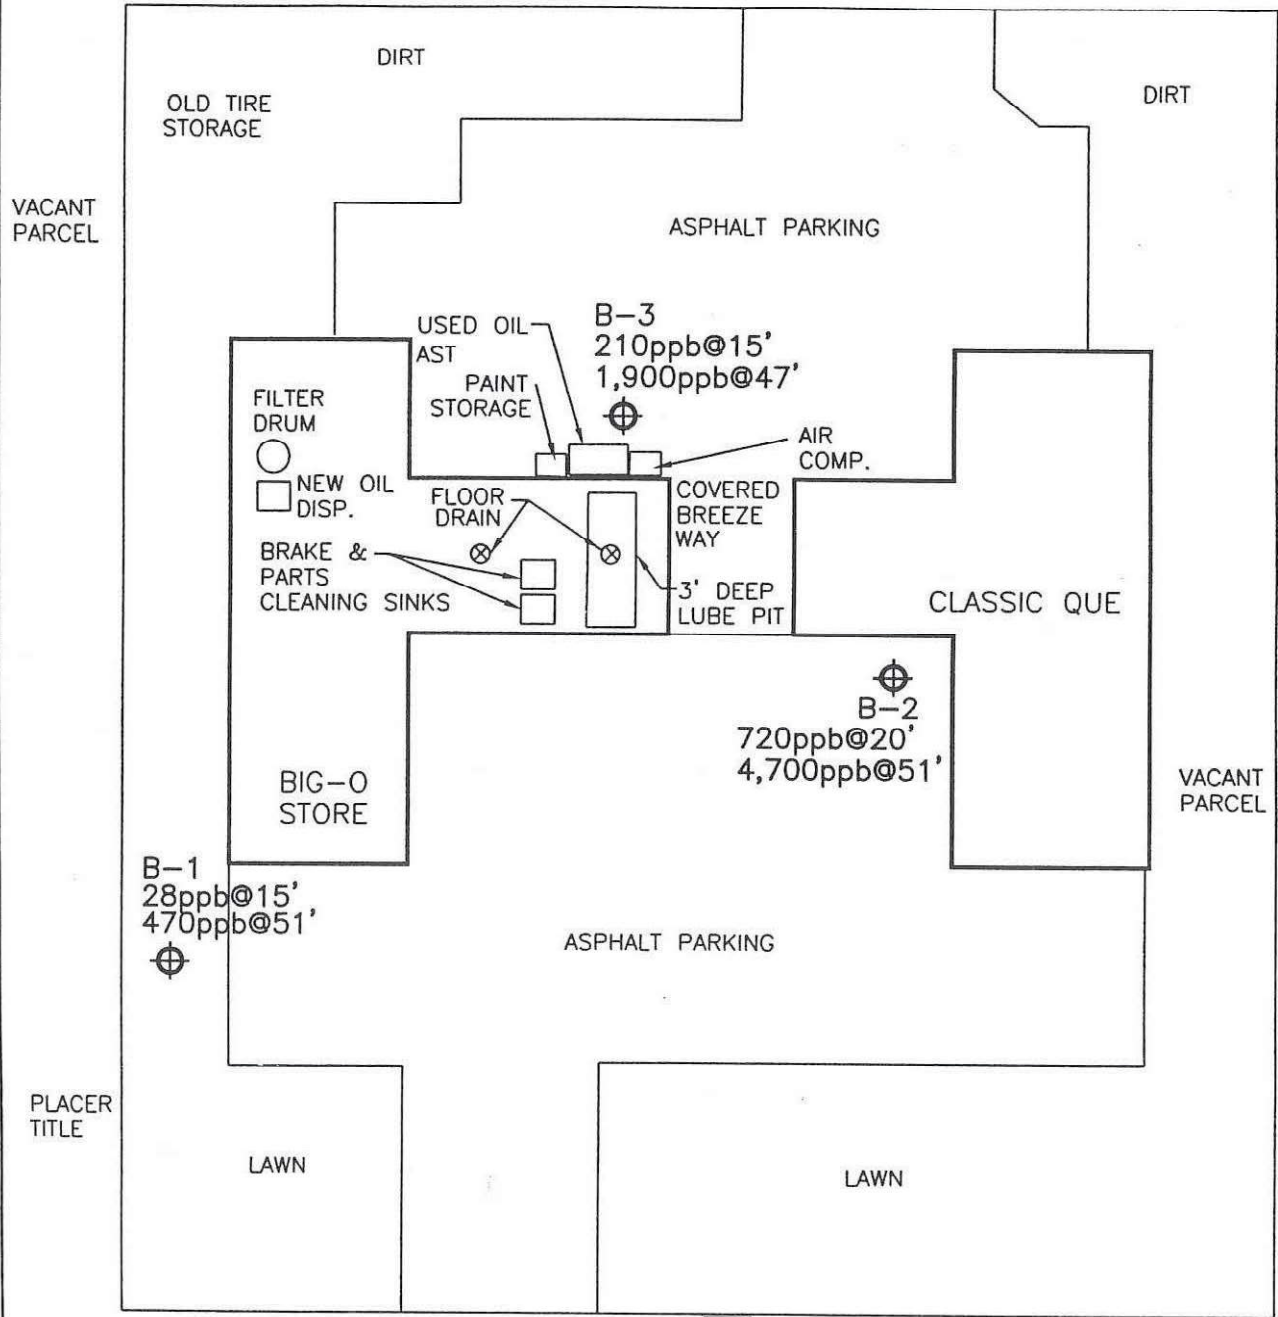 DIRT
OLD TIRE
STORAGE
DIRT
VACANT
PARCEL
ASPHALT PARKING
USED OIL
AST
B-3
210ppb@15'
1,900ppb@47'
PAINT
STORAGE
FILTER
DRUM
AIR
COMP.
NEW OIL
DISP.
FLOOR
DRAIN
COVERED
BREEZE
WAY
BRAKE &
PARTS
CLEANING SINKS
3' DEEP
LUBE PIT
CLASSIC QUE
B-2
720ppb@20'
4,700ppb@51'
BIG-O
STORE
VACANT
PARCEL
B-1
28ppb@15'
470ppb@51'
ASPHALT PARKING
PLACER
TITLE
LAWN
LAWN